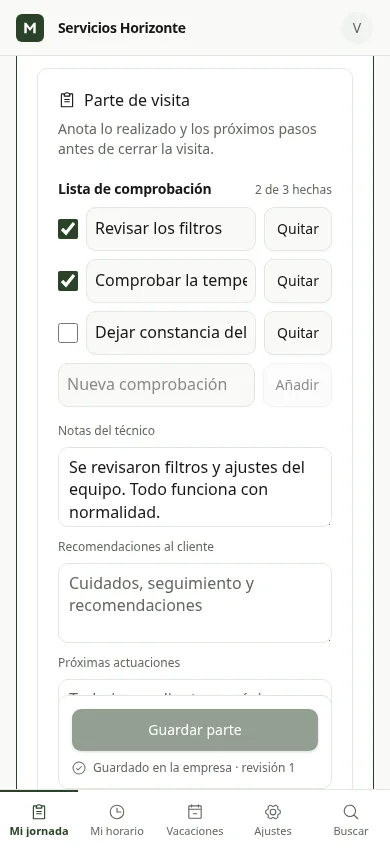 M Servicios Horizonte V
Parte de visita
Anota lo realizado y los próximos pasos
antes de cerrar la visita.
Lista de comprobación 2 de 3 hechas
Revisar los filtros Quitar
Comprobar la tempe Quitar
Dejar constancia del Quitar
Nueva comprobación Añadir
Notas del técnico
Se revisaron filtros y ajustes del
equipo. Todo funciona con
normalidad.
Recomendaciones al cliente
Cuidados, seguimiento y
recomendaciones
Próximas actuaciones
Guardar parte
Guardado en la empresa · revisión 1
Mi jornada Mi horario Vacaciones Ajustes Buscar